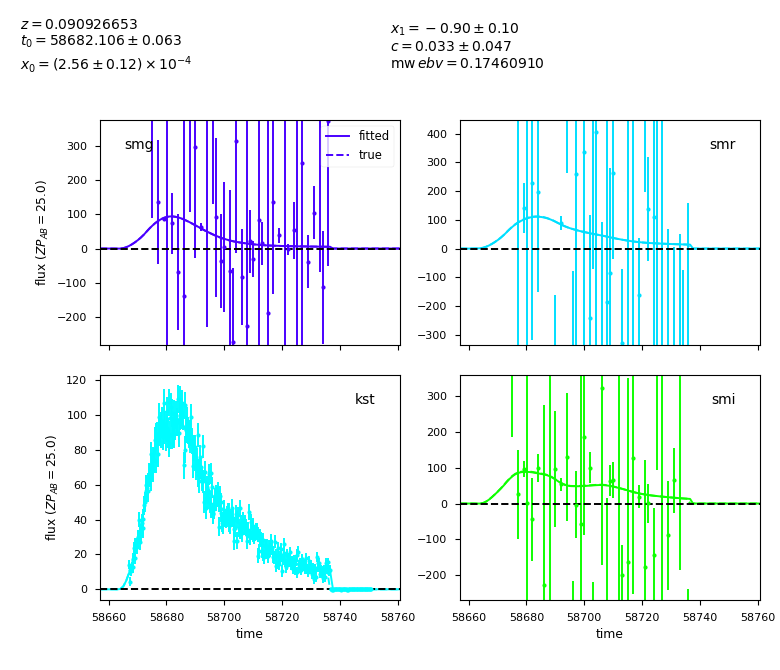 z = 0.090926653
t₀ = 58682.106 ± 0.063
x₀ = (2.56 ± 0.12) × 10⁻⁴
x₁ = −0.90 ± 0.10
c = 0.033 ± 0.047
mw ebv = 0.17460910
smg
fitted
true
300
200
100
0
−100
−200
flux (ZP_AB = 25.0)
smr
400
300
200
100
0
−100
−200
−300
kst
120
100
80
60
40
20
0
flux (ZP_AB = 25.0)
58660 58680 58700 58720 58740 58760
time
smi
300
200
100
0
−100
−200
58660 58680 58700 58720 58740 58760
time